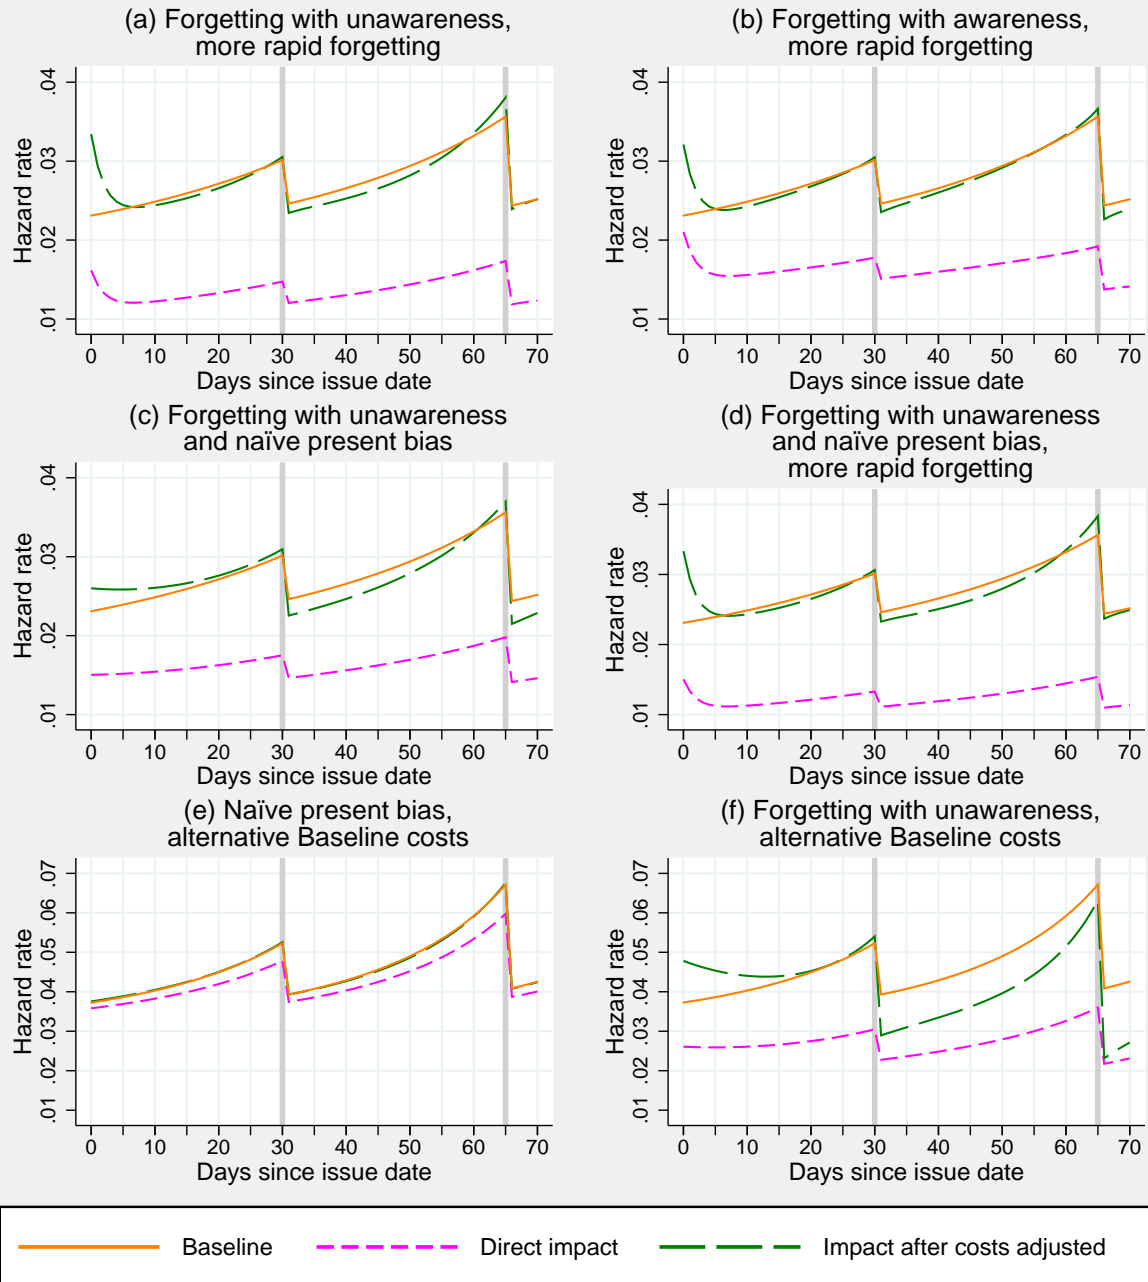 (a) Forgetting with unawareness,
more rapid forgetting
Hazard rate
.04
.03
.02
.01
0 10 20 30 40 50 60 70
Days since issue date
(b) Forgetting with awareness,
more rapid forgetting
Hazard rate
.04
.03
.02
.01
0 10 20 30 40 50 60 70
Days since issue date
(c) Forgetting with unawareness
and naïve present bias
Hazard rate
.04
.03
.02
.01
0 10 20 30 40 50 60 70
Days since issue date
(d) Forgetting with unawareness
and naïve present bias,
more rapid forgetting
Hazard rate
.04
.03
.02
.01
0 10 20 30 40 50 60 70
Days since issue date
(e) Naïve present bias,
alternative Baseline costs
Hazard rate
.07
.06
.05
.04
.03
.02
.01
0 10 20 30 40 50 60 70
Days since issue date
(f) Forgetting with unawareness,
alternative Baseline costs
Hazard rate
.07
.06
.05
.04
.03
.02
.01
0 10 20 30 40 50 60 70
Days since issue date
Baseline Direct impact Impact after costs adjusted